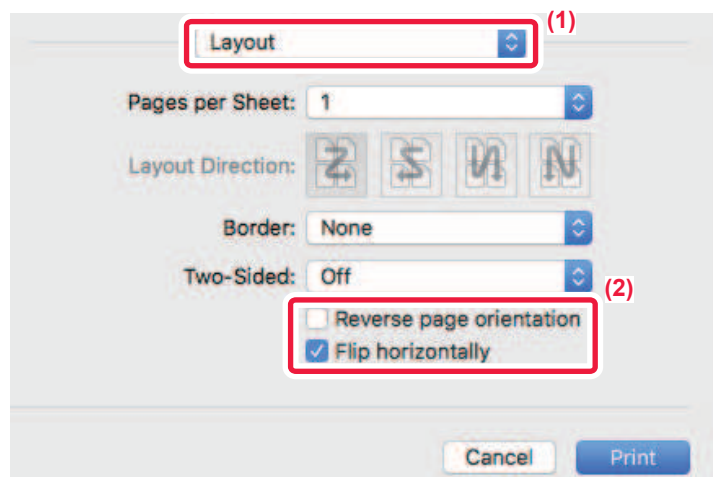 (1)
Layout
Pages per Sheet: 1
Layout Direction:
Border: None
Two-Sided: Off
(2)
Reverse page orientation
Flip horizontally
Cancel Print